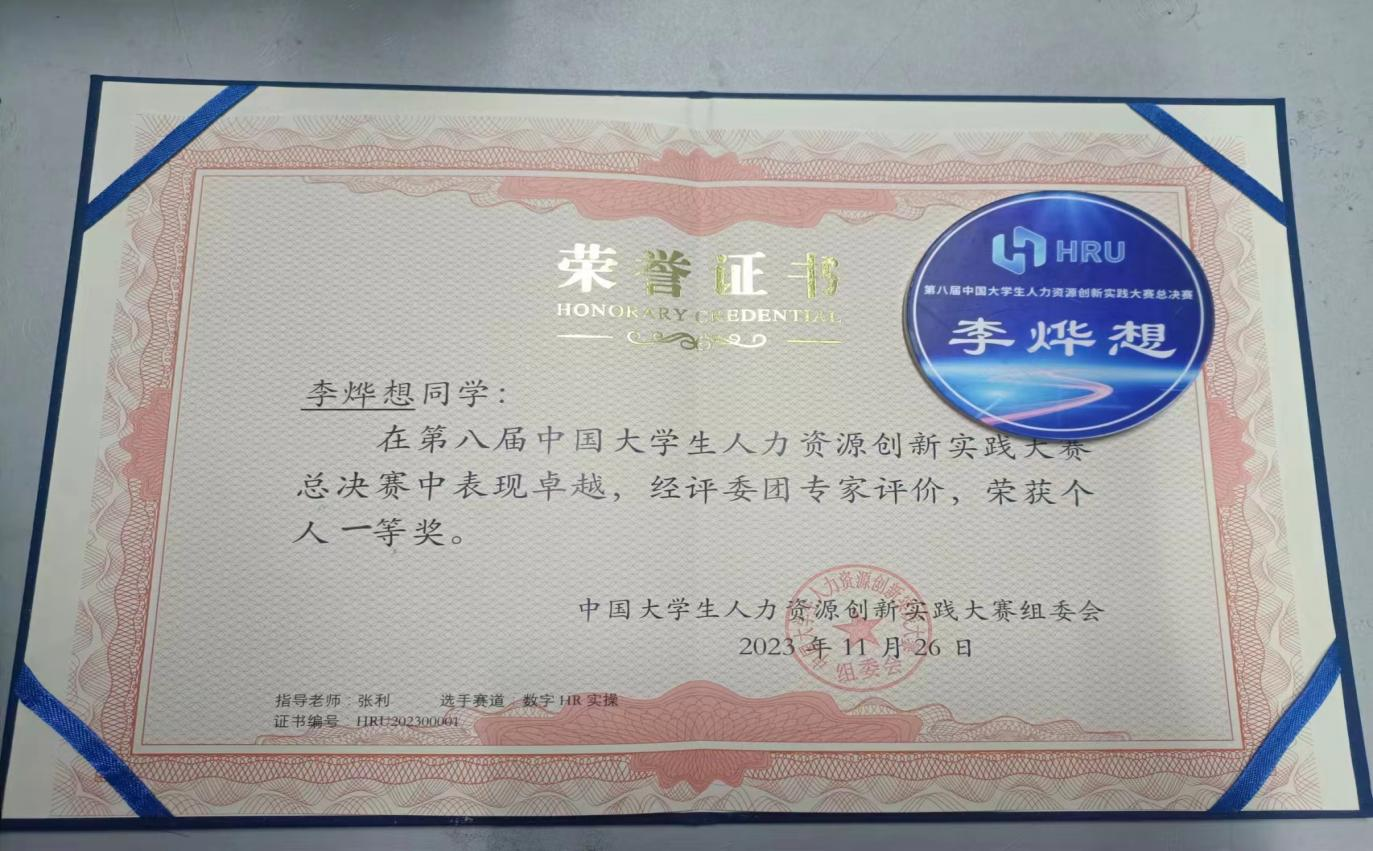 荣誉证书
HONORARY CREDENTIAL
HRU
第八届中国大学生人力资源创新实践大赛总决赛
李烨想
李烨想同学：
在第八届中国大学生人力资源创新实践大赛
总决赛中表现卓越，经评委团专家评价，荣获个
人一等奖。
中国大学生人力资源创新实践大赛组委会
2023 年 11 月 26 日
组委会
指导老师：张利 选手赛道：数字 HR 实操
证书编号 HRU202300001